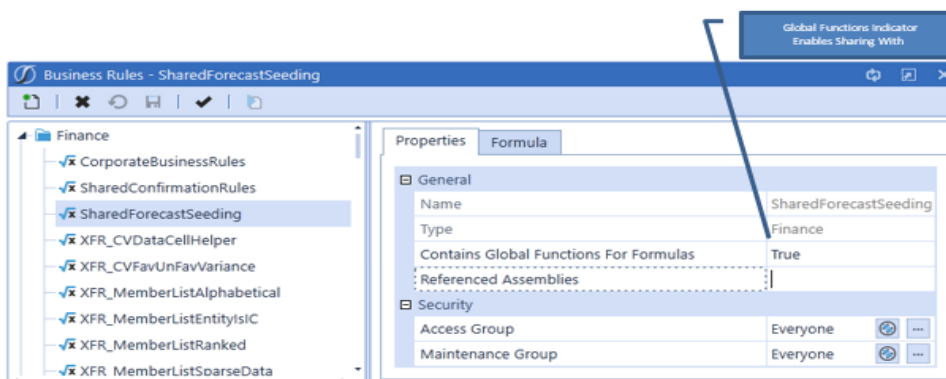 Global Functions Indicator
Enables Sharing With
Business Rules - SharedForecastSeeding
Finance
CorporateBusinessRules
SharedConfirmationRules
SharedForecastSeeding
XFR_CVDataCellHelper
XFR_CVFavUnFavVariance
XFR_MemberListAlphabetical
XFR_MemberListEntityIsIC
XFR_MemberListRanked
XFR_MemberListSparseData
Properties Formula
General
Name SharedForecastSeeding
Type Finance
Contains Global Functions For Formulas True
Referenced Assemblies
Security
Access Group Everyone ...
Maintenance Group Everyone ...